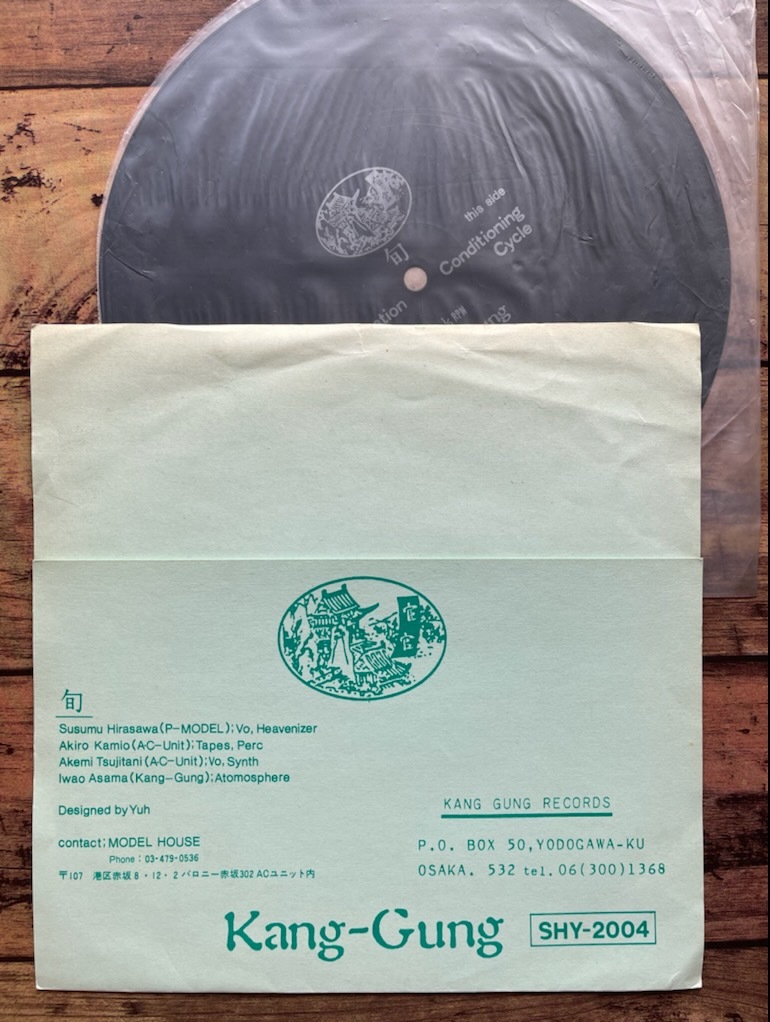 旬
this side
Conditioning
Cycle
旬
Susumu Hirasawa(P-MODEL);Vo, Heavenizer
Akiro Kamio(A·C-Unit);Tapes, Perc
Akemi Tsujitani(A·C-Unit);Vo, Synth
Iwao Asama(Kang-Gung);Atomosphere
Designed by Yuh
contact; MODEL HOUSE
Phone : 03-479-0536
〒107 港区赤坂8・12・2バロニー赤坂302 ACユニット内
KANG GUNG RECORDS
P.O. BOX 50,YODOGAWA-KU
OSAKA. 532 tel. 06(300)1368
Kang-Gung
SHY-2004